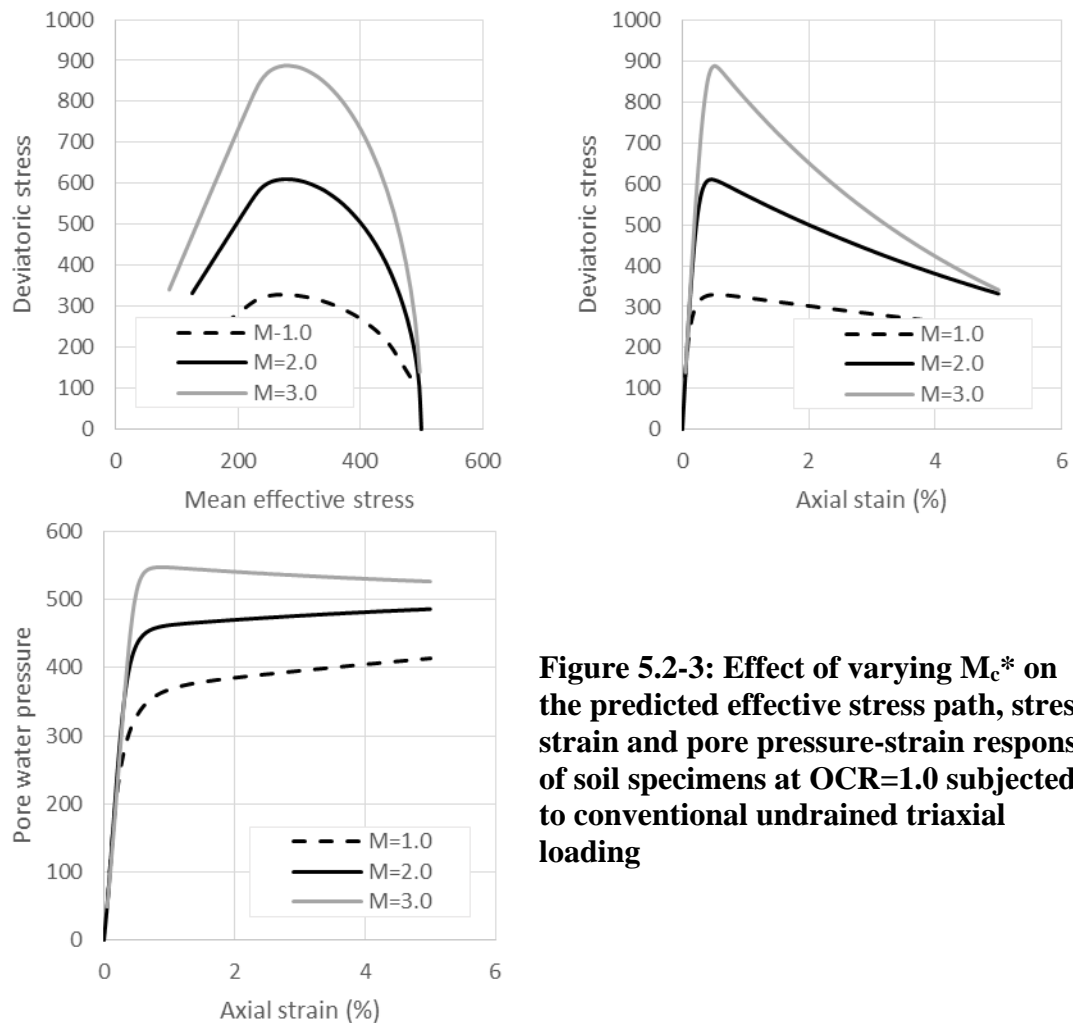 1000
900
800
700
600
500
400
300
200
100
0
Deviatoric stress
M-1.0
M=2.0
M=3.0
0 200 400 600
Mean effective stress
1000
900
800
700
600
500
400
300
200
100
0
Deviatoric stress
M=1.0
M=2.0
M=3.0
0 2 4 6
Axial stain (%)
600
500
400
300
200
100
0
Pore water pressure
M=1.0
M=2.0
M=3.0
0 2 4 6
Axial strain (%)
Figure 5.2-3: Effect of varying Mc* on
the predicted effective stress path, stres
strain and pore pressure-strain respons
of soil specimens at OCR=1.0 subjected
to conventional undrained triaxial
loading